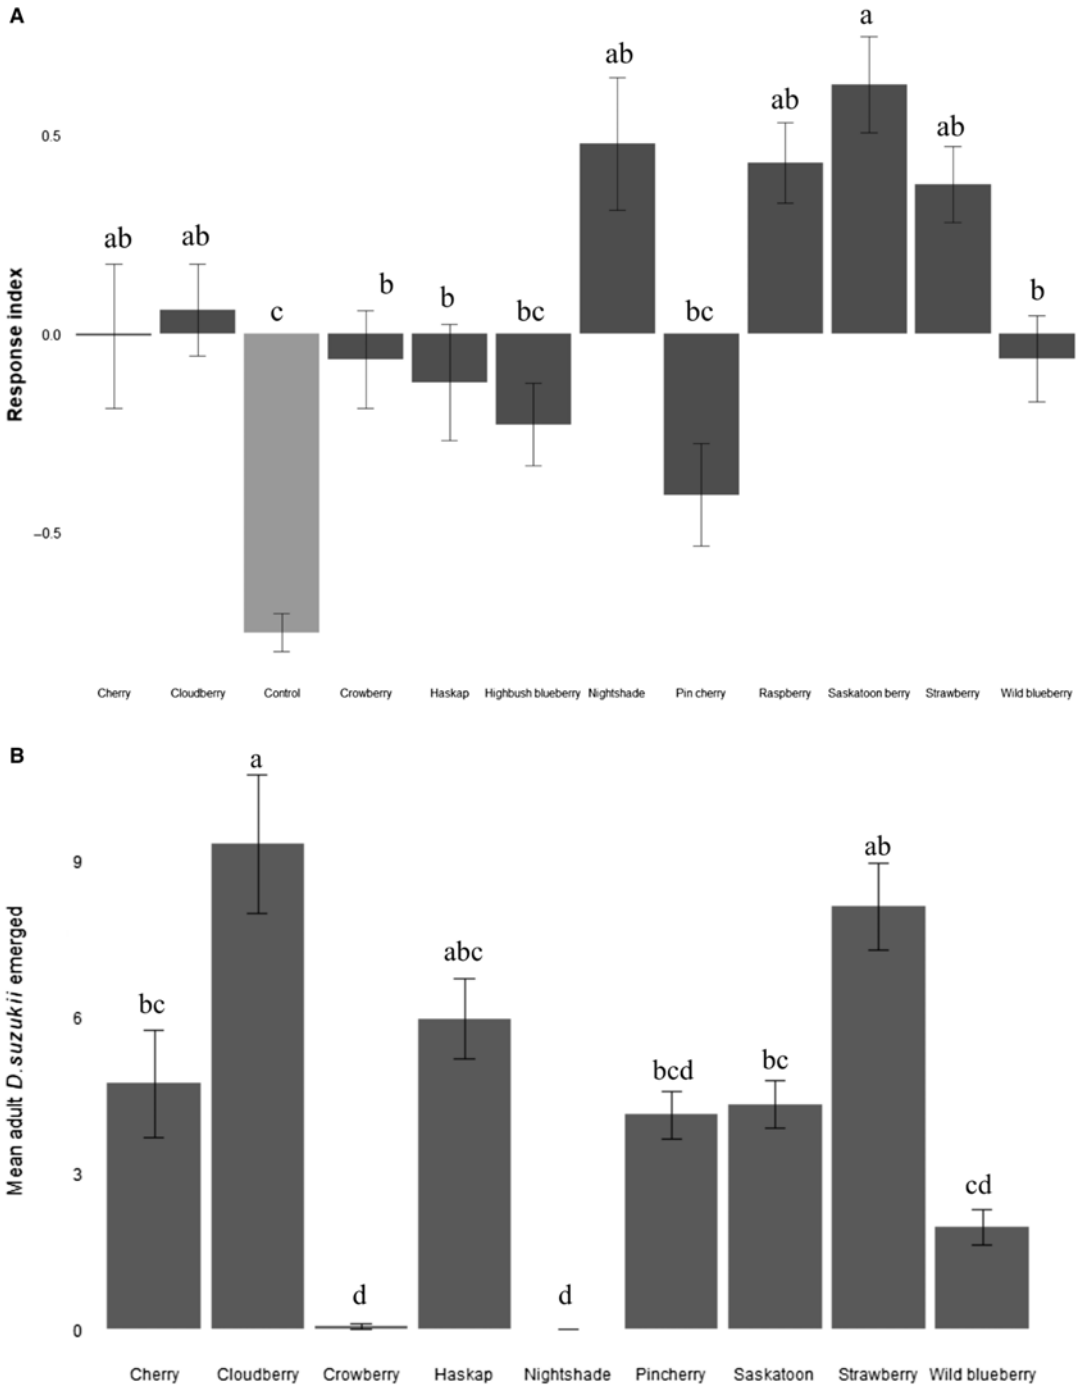 A
a
ab
ab
ab
0.5
ab
ab
b
b
b
c
bc
bc
0.0
Response index
–0.5
Cherry Cloudberry Control Crowberry Haskap Highbush blueberry Nightshade Pin cherry Raspberry Saskatoon berry Strawberry Wild blueberry
B
a
9
ab
abc
bc
6
bcd
bc
Mean adult D.suzukii emerged
3
cd
d
d
0
Cherry Cloudberry Crowberry Haskap Nightshade Pincherry Saskatoon Strawberry Wild blueberry